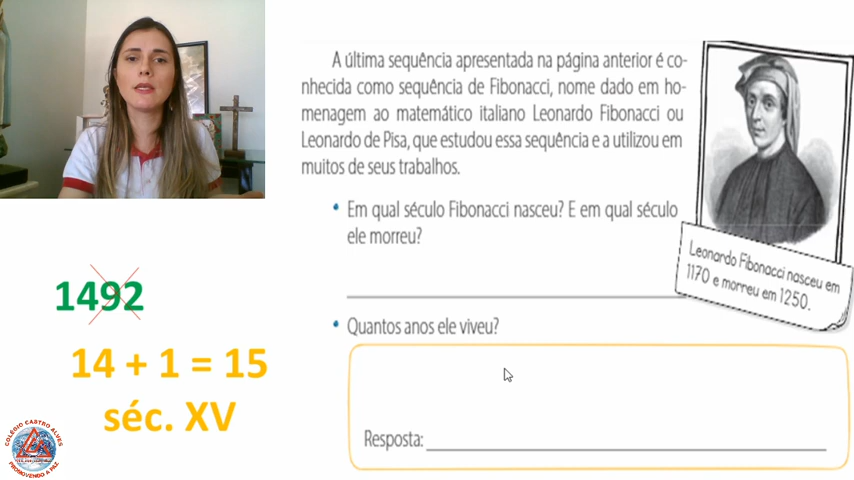 A última sequência apresentada na página anterior é co-
nhecida como sequência de Fibonacci, nome dado em ho-
menagem ao matemático italiano Leonardo Fibonacci ou
Leonardo de Pisa, que estudou essa sequência e a utilizou em
muitos de seus trabalhos.
• Em qual século Fibonacci nasceu? E em qual século
ele morreu?
Leonardo Fibonacci nasceu em
1170 e morreu em 1250.
• Quantos anos ele viveu?
Resposta:
1492
14 + 1 = 15
séc. XV
COLÉGIO CASTRO ALVES
PROMOVENDO A PAZ